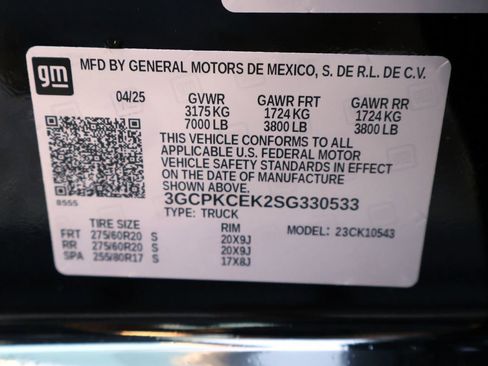 gm
MFD BY GENERAL MOTORS DE MEXICO, S. DE R.L. DE C.V.
04/25 GVWR GAWR FRT GAWR RR
3175 KG 1724 KG 1724 KG
7000 LB 3800 LB 3800 LB
THIS VEHICLE CONFORMS TO ALL
APPLICABLE U.S. FEDERAL MOTOR
VEHICLE SAFETY STANDARDS IN EFFECT
ON THE DATE OF MANUFACTURE
SHOWN ABOVE.
8555 3GCPKCEK2SG330533
TYPE: TRUCK
TIRE SIZE RIM MODEL: 23CK10543
FRT 275/60R20 S 20X9J
RR 275/60R20 S 20X9J
SPA 255/80R17 S 17X8J